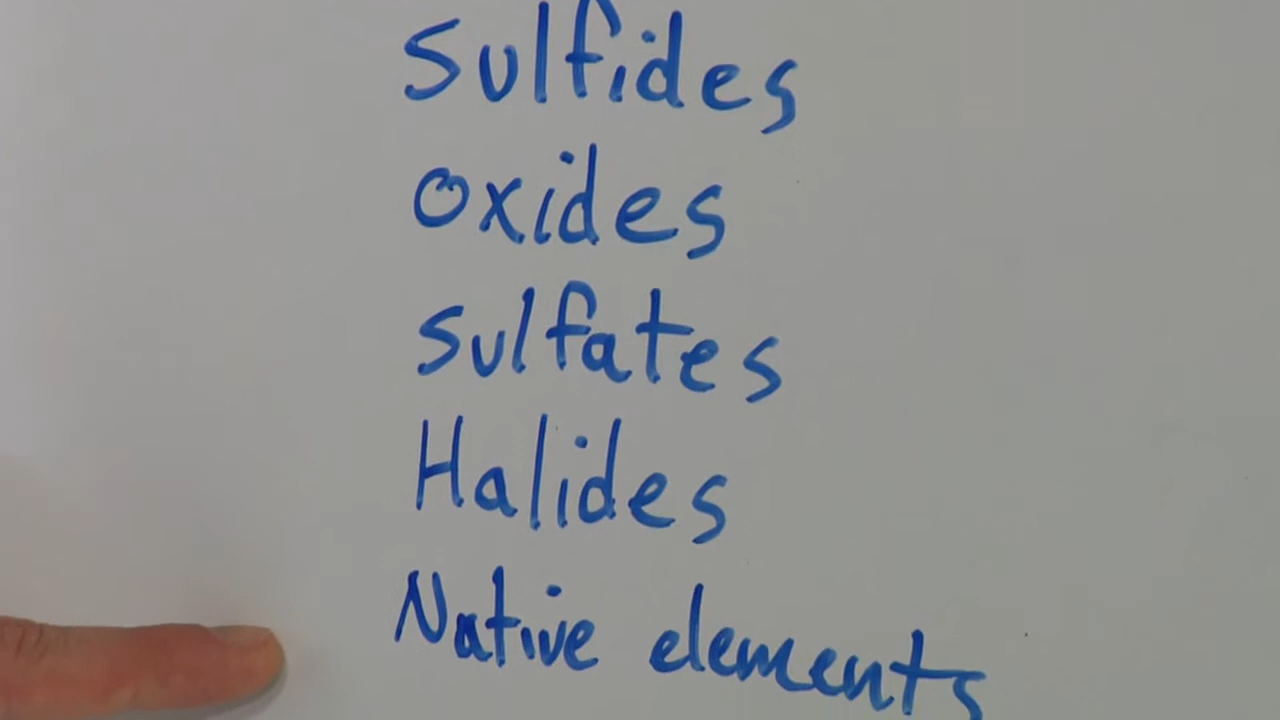 Sulfides
oxides
sulfates
Halides
Native elements